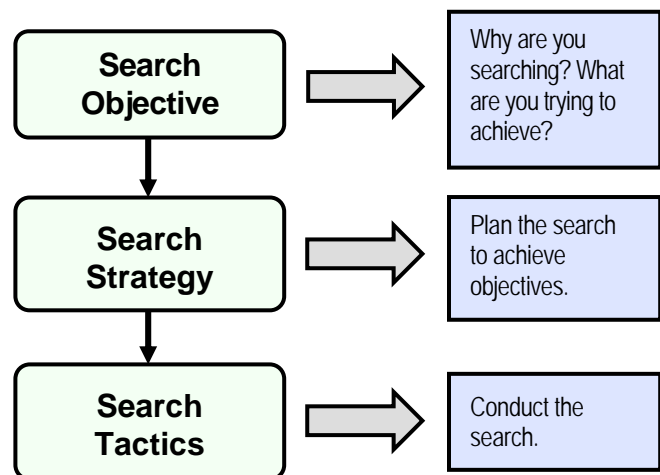 Search
Objective
Why are you
searching? What
are you trying to
achieve?
Search
Strategy
Plan the search
to achieve
objectives.
Search
Tactics
Conduct the
search.